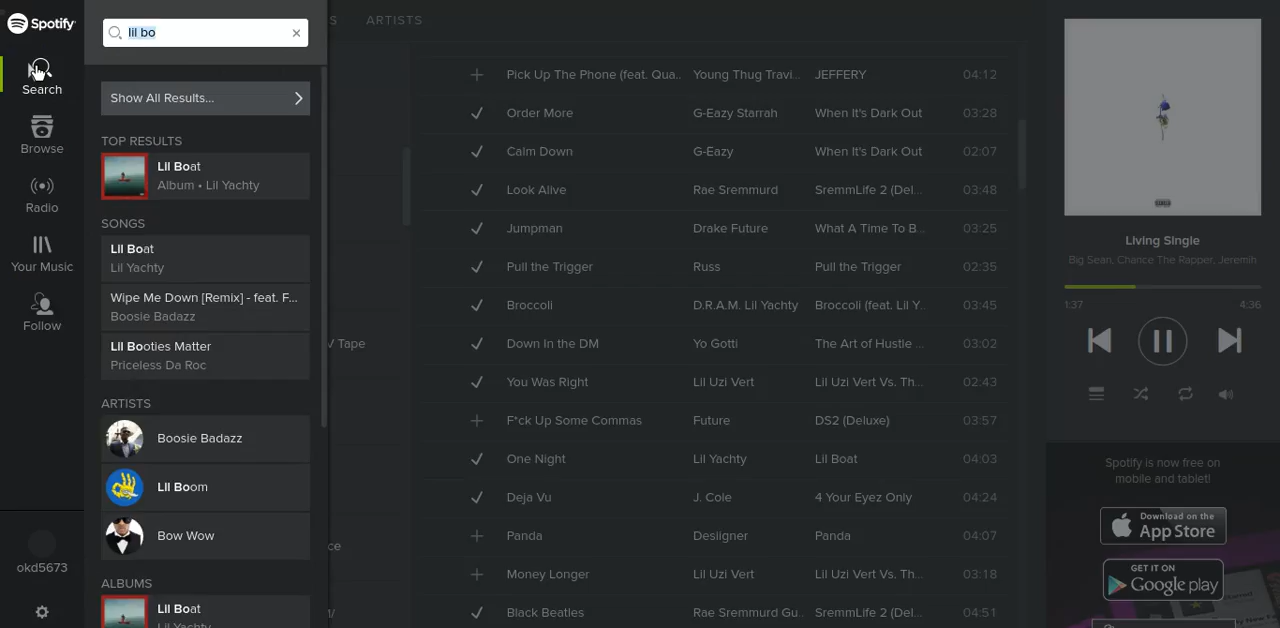 Spotify
Search
Browse
Radio
Your Music
Follow
okd5673
lil bo
Show All Results...
TOP RESULTS
Lil Boat
Album • Lil Yachty
SONGS
Lil Boat
Lil Yachty
Wipe Me Down [Remix] - feat. F...
Boosie Badazz
Lil Booties Matter
Priceless Da Roc
ARTISTS
Boosie Badazz
Lil Boom
Bow Wow
ALBUMS
Lil Boat
Lil Yachty
S ARTISTS
V Tape
ce
Pick Up The Phone (feat. Qua.. Young Thug Travi... JEFFERY 04:12
Order More G-Eazy Starrah When It's Dark Out 03:28
Calm Down G-Eazy When It's Dark Out 02:07
Look Alive Rae Sremmurd SremmLife 2 (Del... 03:48
Jumpman Drake Future What A Time To B... 03:25
Pull the Trigger Russ Pull the Trigger 02:35
Broccoli D.R.A.M. Lil Yachty Broccoli (feat. Lil Y.. 03:45
Down In the DM Yo Gotti The Art of Hustle ... 03:02
You Was Right Lil Uzi Vert Lil Uzi Vert Vs. Th... 02:43
F*ck Up Some Commas Future DS2 (Deluxe) 03:57
One Night Lil Yachty Lil Boat 04:03
Deja Vu J. Cole 4 Your Eyez Only 04:24
Panda Desiigner Panda 04:07
Money Longer Lil Uzi Vert Lil Uzi Vert Vs. Th... 03:18
Black Beatles Rae Sremmurd Gu.. SremmLife 2 (Del... 04:51
Living Single
Big Sean, Chance The Rapper, Jeremih
1:37 4:36
Spotify is now free on
mobile and tablet!
Download on the
App Store
GET IT ON
Google play